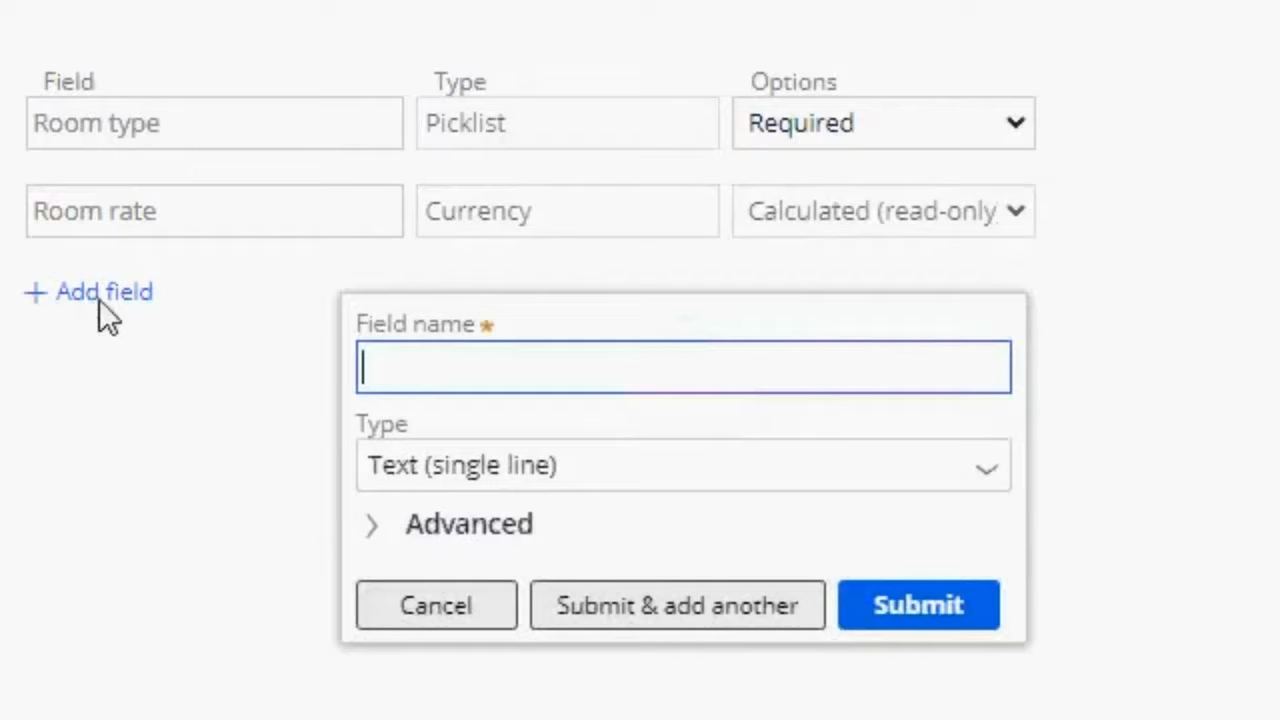 Field Type Options
Room type Picklist Required
Room rate Currency Calculated (read-only
+ Add field
Field name *
Type
Text (single line)
Advanced
Cancel Submit & add another Submit